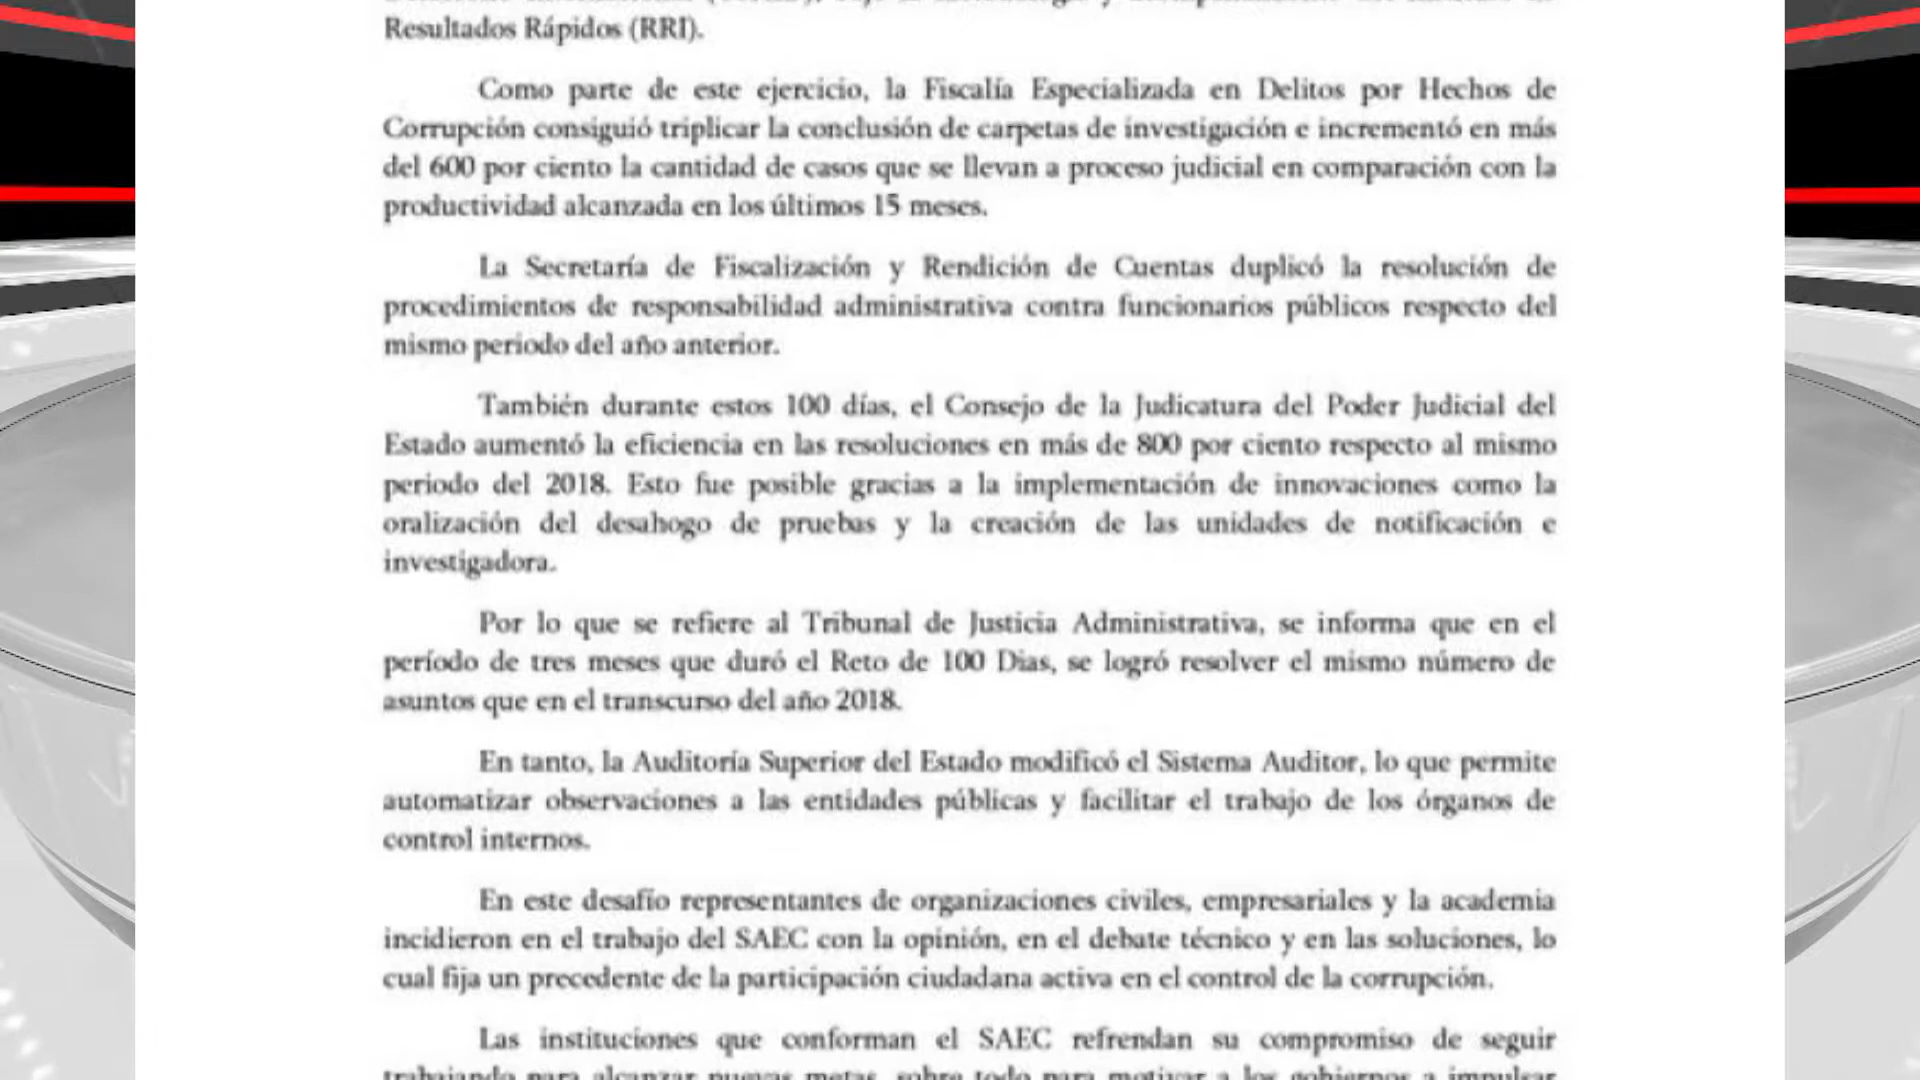 Resultados Rápidos (RRI).
Como parte de este ejercicio, la Fiscalía Especializada en Delitos por Hechos de
Corrupción consiguió triplicar la conclusión de carpetas de investigación e incrementó en más
del 600 por ciento la cantidad de casos que se llevan a proceso judicial en comparación con la
productividad alcanzada en los últimos 15 meses.
La Secretaría de Fiscalización y Rendición de Cuentas duplicó la resolución de
procedimientos de responsabilidad administrativa contra funcionarios públicos respecto del
mismo periodo del año anterior.
También durante estos 100 días, el Consejo de la Judicatura del Poder Judicial del
Estado aumentó la eficiencia en las resoluciones en más de 800 por ciento respecto al mismo
periodo del 2018. Esto fue posible gracias a la implementación de innovaciones como la
oralización del desahogo de pruebas y la creación de las unidades de notificación e
investigadora.
Por lo que se refiere al Tribunal de Justicia Administrativa, se informa que en el
período de tres meses que duró el Reto de 100 Dias, se logró resolver el mismo número de
asuntos que en el transcurso del año 2018.
En tanto, la Auditoría Superior del Estado modificó el Sistema Auditor, lo que permite
automatizar observaciones a las entidades públicas y facilitar el trabajo de los órganos de
control internos.
En este desafío representantes de organizaciones civiles, empresariales y la academia
incidieron en el trabajo del SAEC con la opinión, en el debate técnico y en las soluciones, lo
cual fija un precedente de la participación ciudadana activa en el control de la corrupción.
Las instituciones que conforman el SAEC refrendan su compromiso de seguir
trabajando para alcanzar nuevas metas, sobre todo para motivar a los gobiernos a impulsar